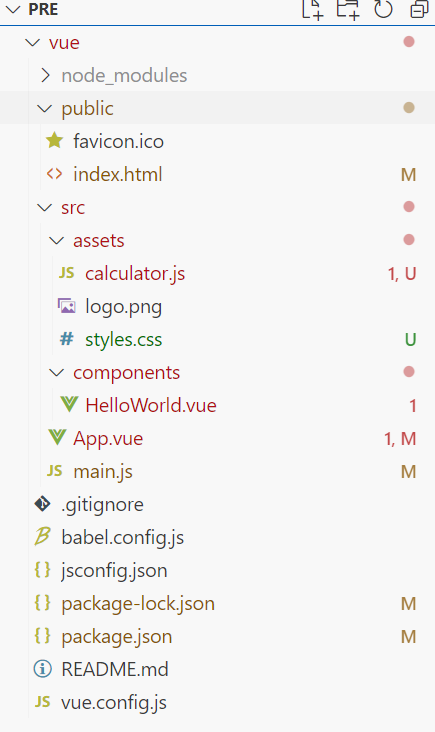 PRE
vue
node_modules
public
favicon.ico
<> index.html M
src
assets
JS calculator.js 1, U
logo.png
# styles.css U
components
HelloWorld.vue 1
App.vue 1, M
JS main.js M
.gitignore
B babel.config.js
{} jsconfig.json
{} package-lock.json M
{} package.json M
README.md
JS vue.config.js